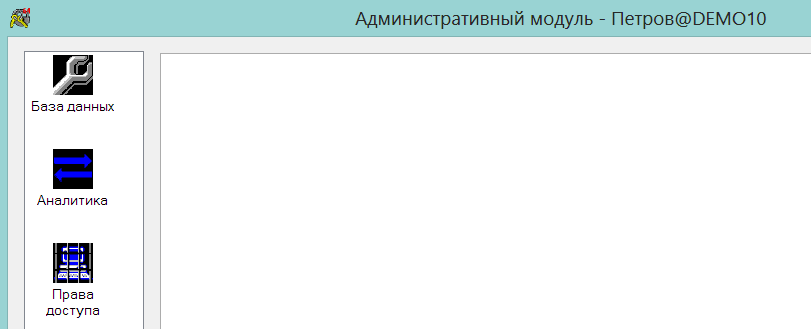 Административный модуль - Петров@DEMO10
База данных
Аналитика
Права
доступа